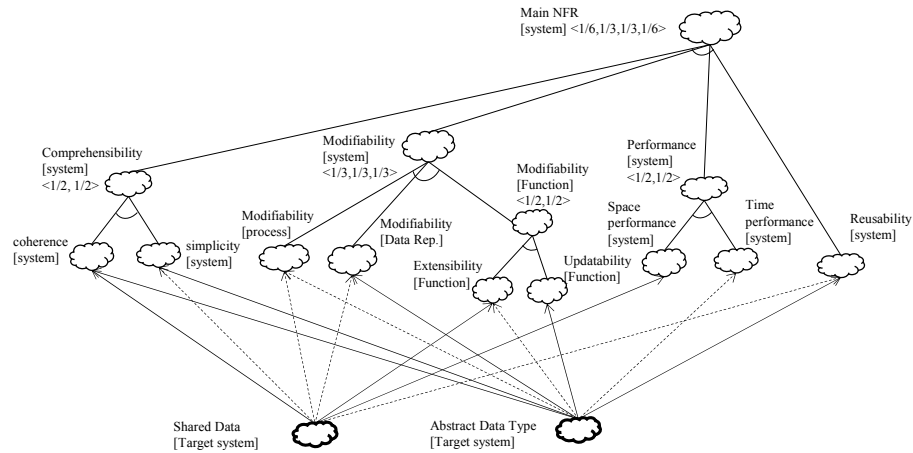 Main NFR
[system] <1/6,1/3,1/3,1/6>
Comprehensibility
[system]
<1/2, 1/2>
Modifiability
[system]
<1/3,1/3,1/3>
Performance
[system]
<1/2,1/2>
Modifiability
[Function]
<1/2,1/2>
coherence
[system]
simplicity
[system]
Modifiability
[process]
Modifiability
[Data Rep.]
Extensibility
[Function]
Updatability
[Function]
Space
performance
[system]
Time
performance
[system]
Reusability
[system]
Shared Data
[Target system]
Abstract Data Type
[Target system]